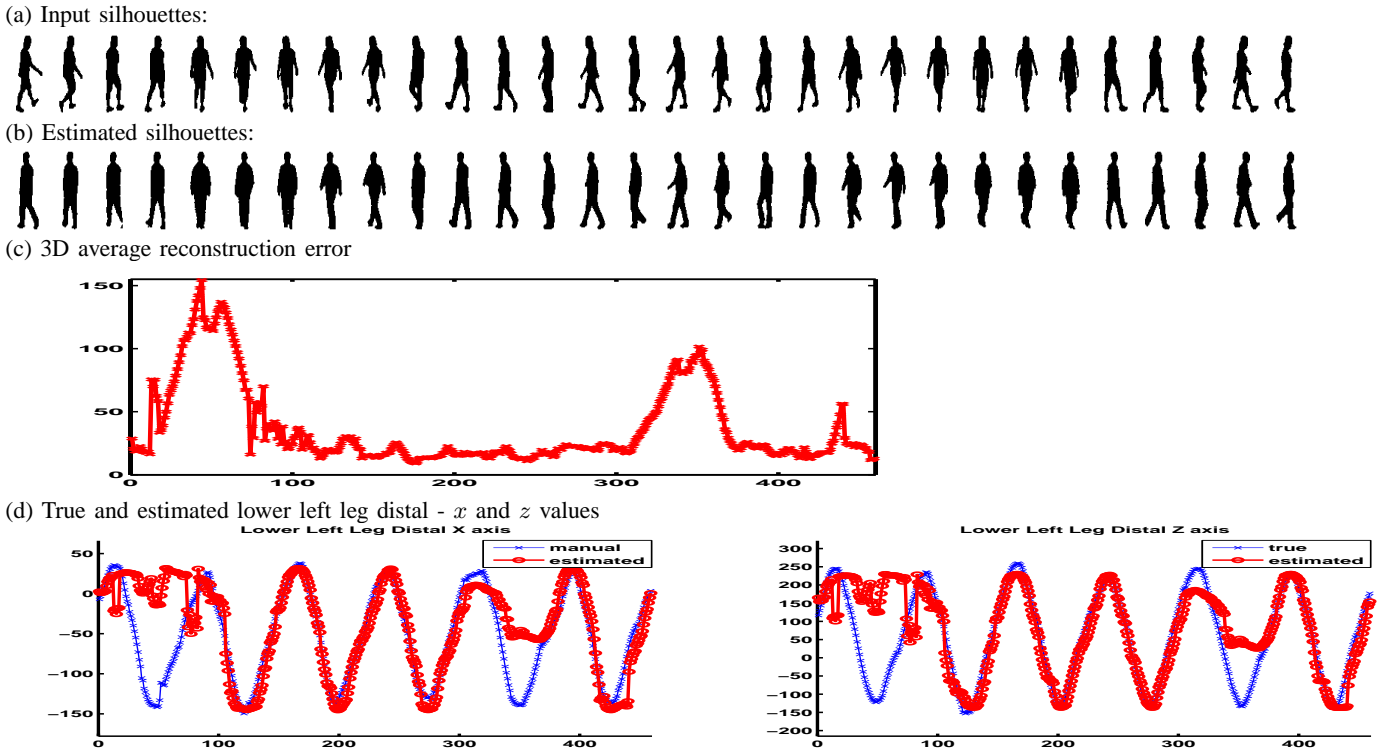 (a) Input silhouettes:
(b) Estimated silhouettes:
(c) 3D average reconstruction error
150
100
50
0
0 100 200 300 400
(d) True and estimated lower left leg distal - x and z values
Lower Left Leg Distal X axis
50
0
−50
−100
−150
0 100 200 300 400
manual
estimated
Lower Left Leg Distal Z axis
300
250
200
150
100
50
0
−50
−100
−150
−200
0 100 200 300 400
true
estimated